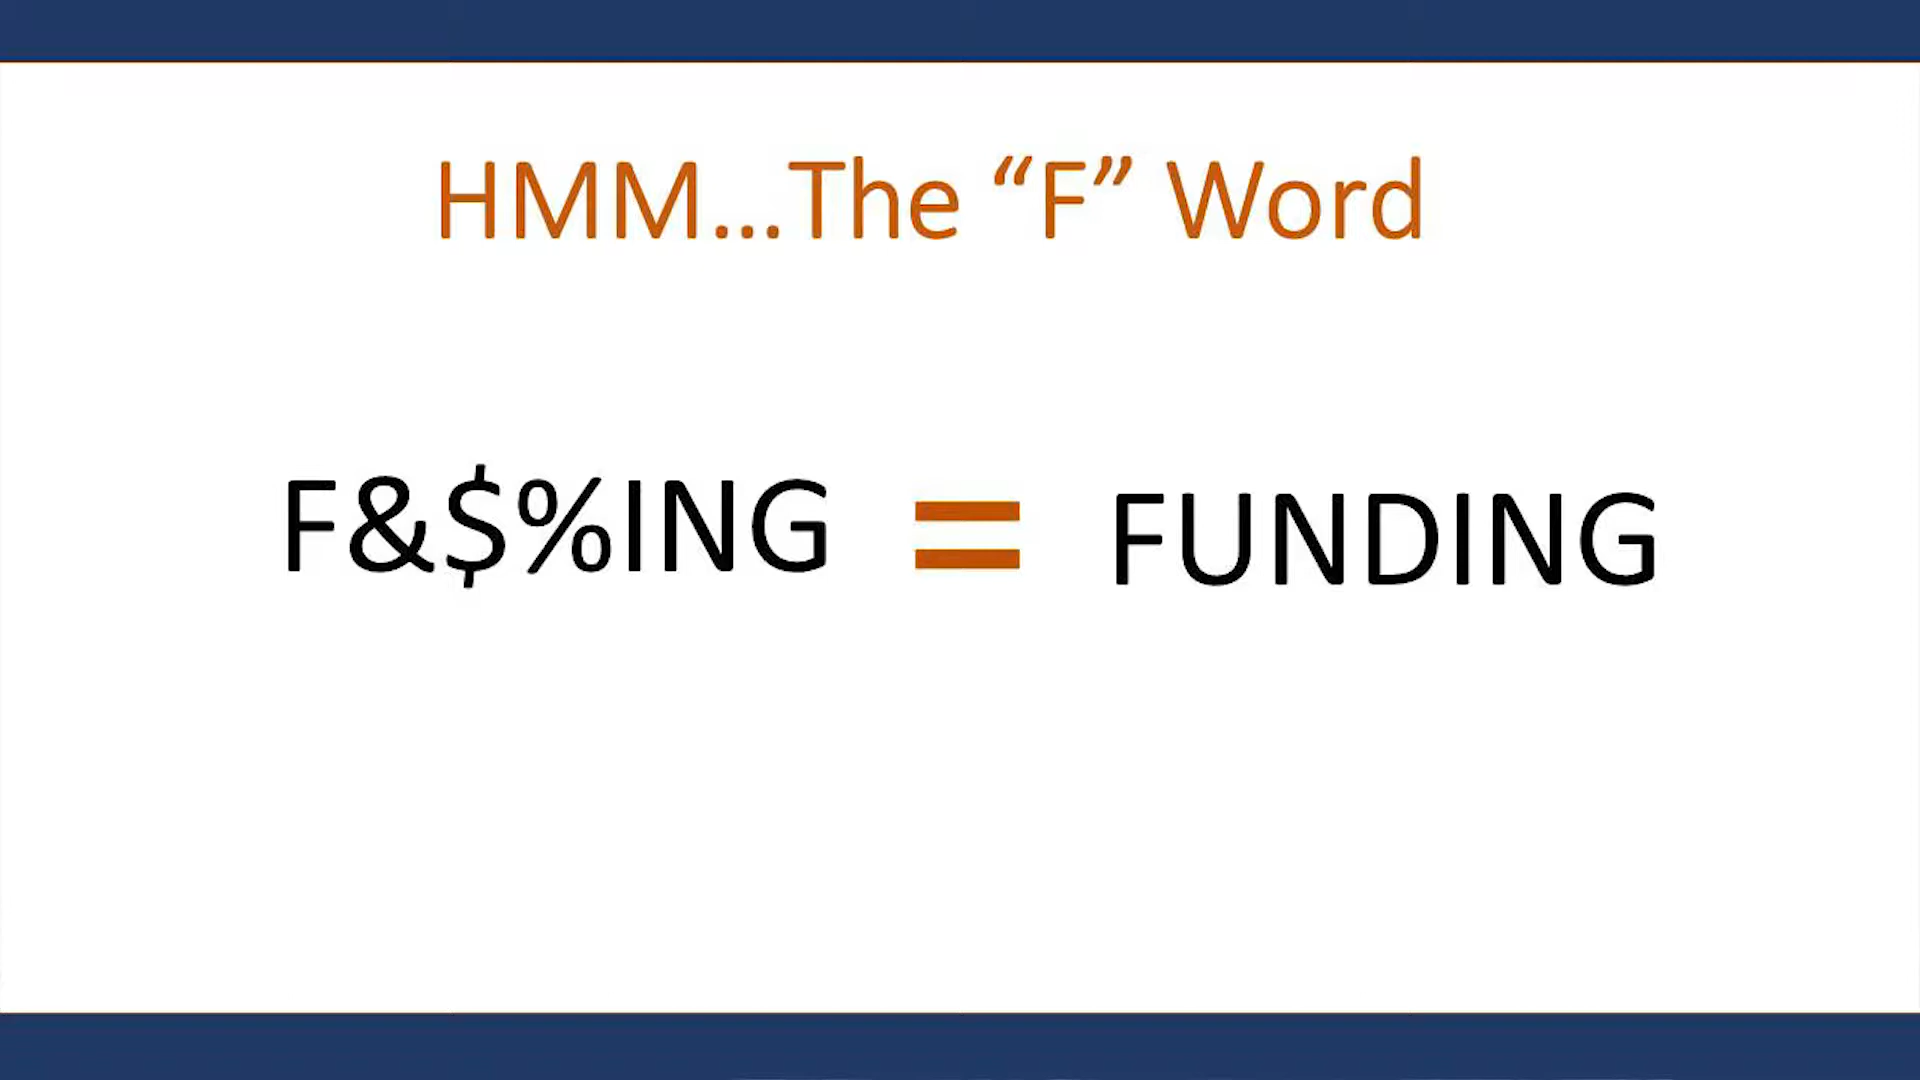 HMM...The “F” Word
F&$%ING = FUNDING